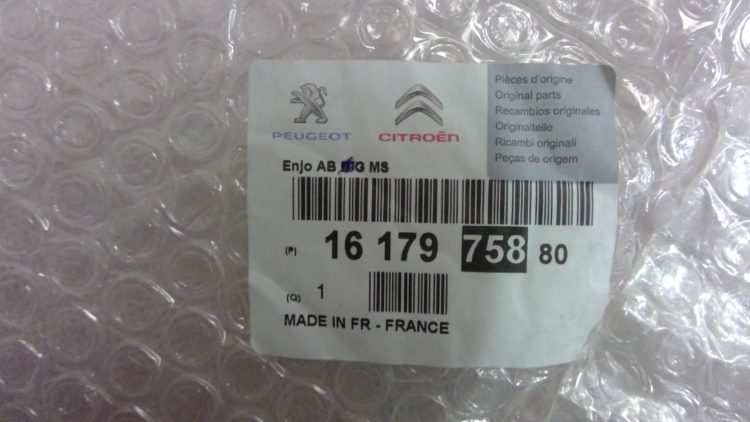 PEUGEOT
CITROËN
Pièces d'origine
Original parts
Recambios originales
Originalteile
Ricambi originali
Peças de origem
Enjo AB G MS
(P) 16 179 758 80
(Q) 1
MADE IN FR - FRANCE